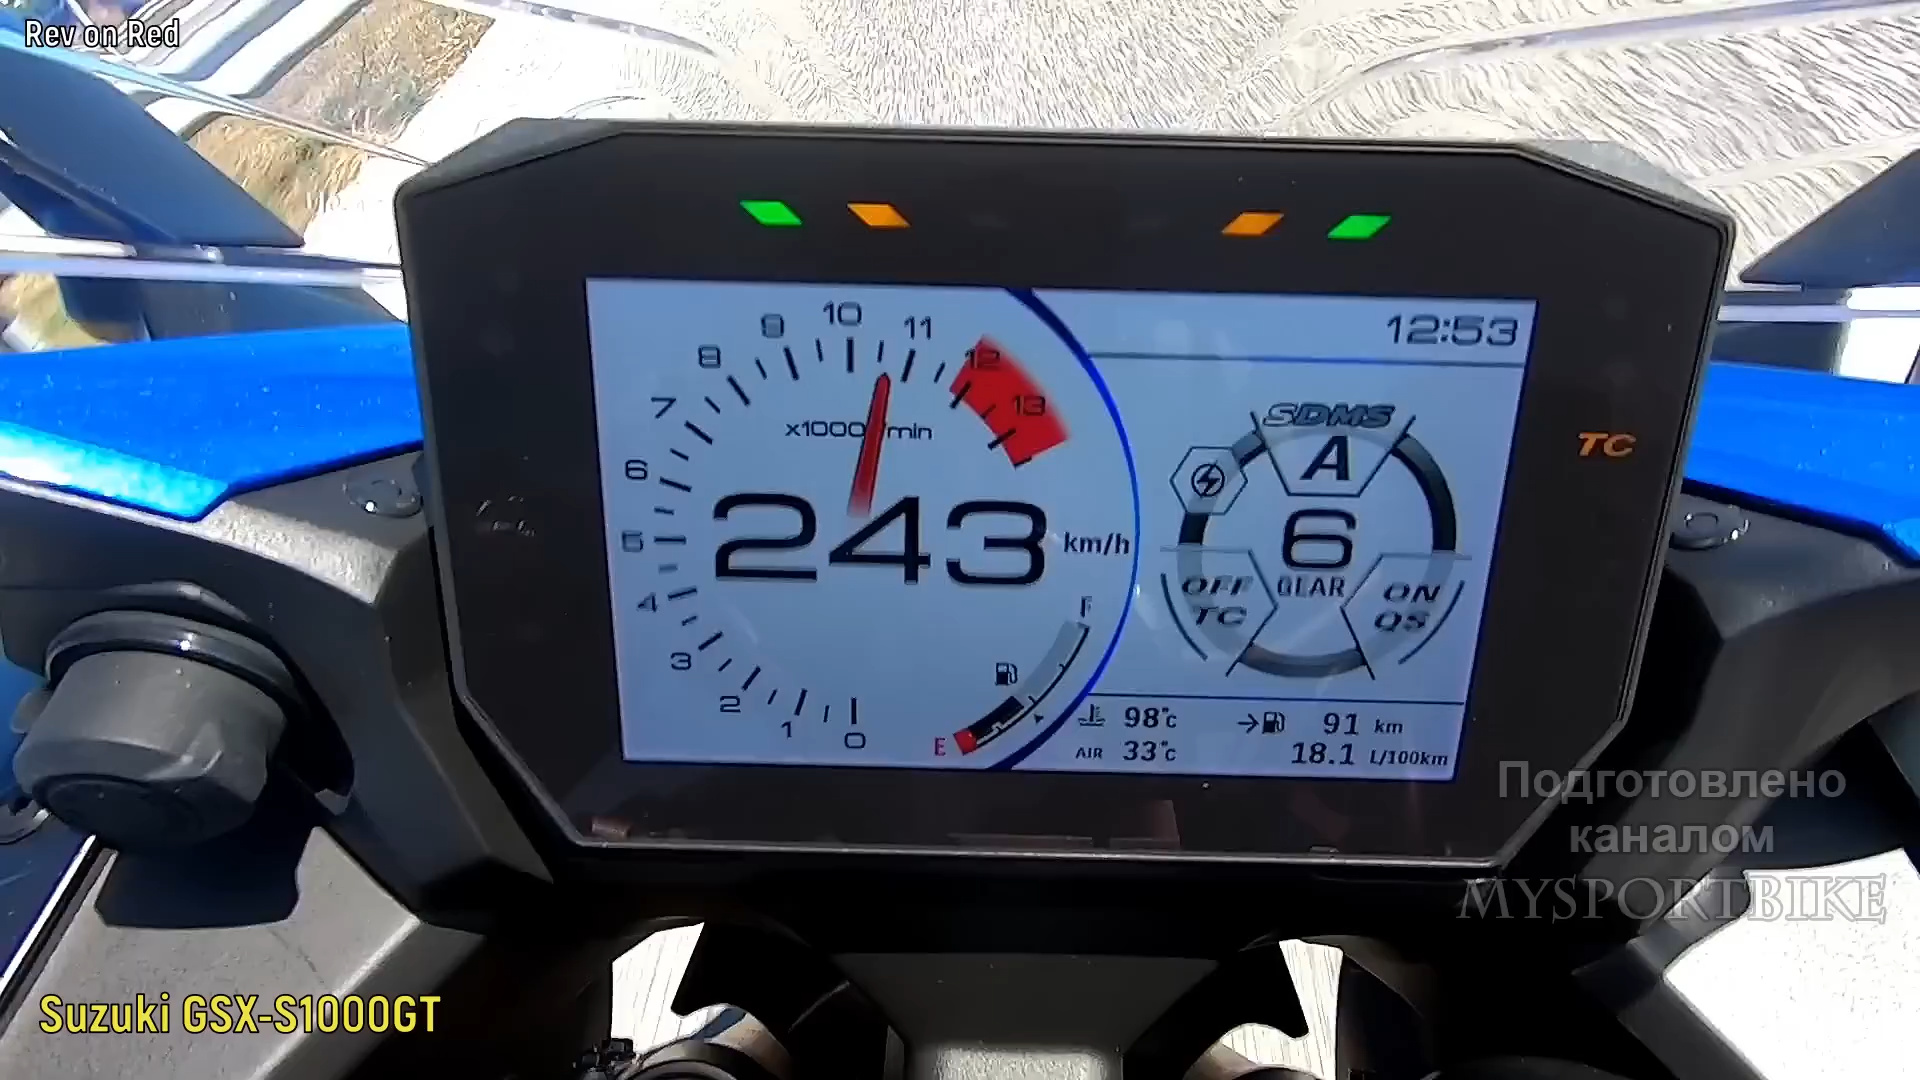 Rev on Red
12:53
10
9
11
8
12
7
13
x1000 /min
6
5
4
3
2
1
0
243 km/h
SDMS
A
6
GEAR
OFF
TC
ON
QS
TC
F
E
98°C
91 km
AIR 33°C
18.1 L/100km
Подготовлено
каналом
MYSPORTBIKE
Suzuki GSX-S1000GT